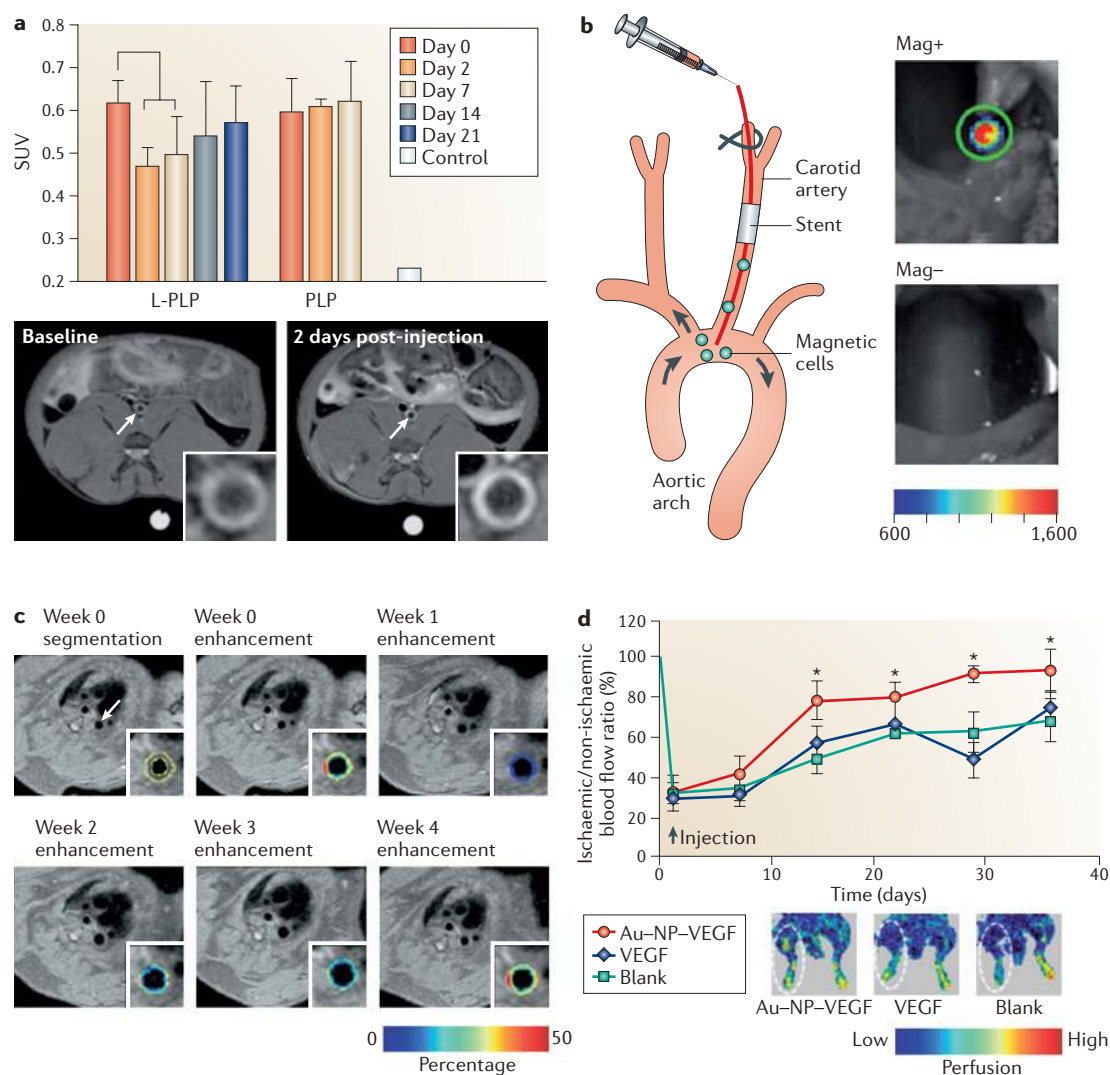 a
0.8
0.7
0.6
0.5
0.4
0.3
0.2
SUV
Day 0
Day 2
Day 7
Day 14
Day 21
Control
L-PLP
PLP
Baseline
2 days post-injection
b
Carotid
artery
Stent
Magnetic
cells
Aortic
arch
Mag+
Mag–
600
1,600
c
Week 0
segmentation
Week 0
enhancement
Week 1
enhancement
Week 2
enhancement
Week 3
enhancement
Week 4
enhancement
0
50
Percentage
d
120
100
80
60
40
20
0
Ischaemic/non-ischaemic
blood flow ratio (%)
*
*
*
*
Injection
0
10
20
30
40
Time (days)
Au–NP–VEGF
VEGF
Blank
Au–NP–VEGF
VEGF
Blank
Low
High
Perfusion